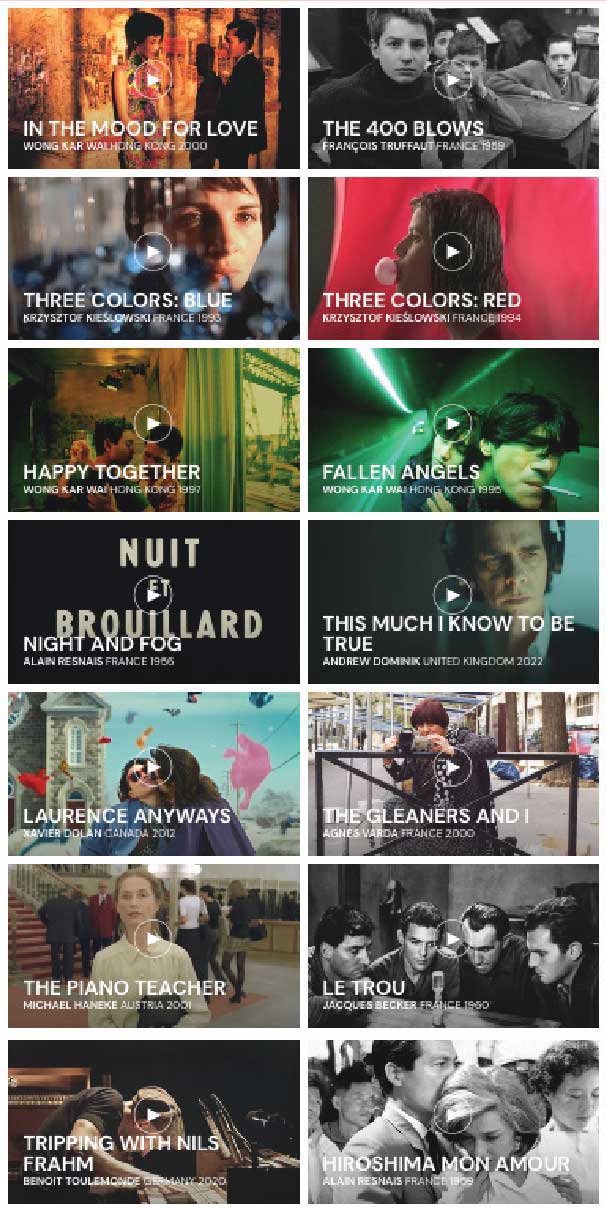 IN THE MOOD FOR LOVE
WONG KAR WAI HONG KONG 2000
THE 400 BLOWS
FRANÇOIS TRUFFAUT FRANCE 1959
THREE COLORS: BLUE
KRZYSZTOF KIEŚLOWSKI FRANCE 1993
THREE COLORS: RED
KRZYSZTOF KIEŚLOWSKI FRANCE 1994
HAPPY TOGETHER
WONG KAR WAI HONG KONG 1997
FALLEN ANGELS
WONG KAR WAI HONG KONG 1995
NUIT
ET
BROUILLARD
NIGHT AND FOG
ALAIN RESNAIS FRANCE 1956
THIS MUCH I KNOW TO BE
TRUE
ANDREW DOMINIK UNITED KINGDOM 2022
LAURENCE ANYWAYS
XAVIER DOLAN CANADA 2012
THE GLEANERS AND I
AGNÈS VARDA FRANCE 2000
THE PIANO TEACHER
MICHAEL HANEKE AUSTRIA 2001
LE TROU
JACQUES BECKER FRANCE 1960
TRIPPING WITH NILS
FRAHM
BENOIT TOULEMONDE GERMANY 2020
HIROSHIMA MON AMOUR
ALAIN RESNAIS FRANCE 1959